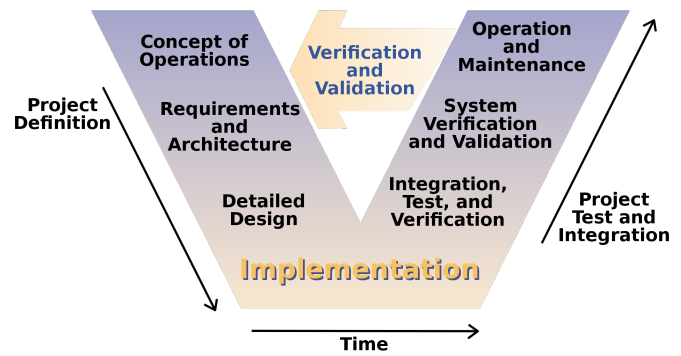 Concept of
Operations
Verification
and
Validation
Operation
and
Maintenance
Project
Definition
Requirements
and
Architecture
System
Verification
and Validation
Detailed
Design
Integration,
Test, and
Verification
Project
Test and
Integration
Implementation
Time